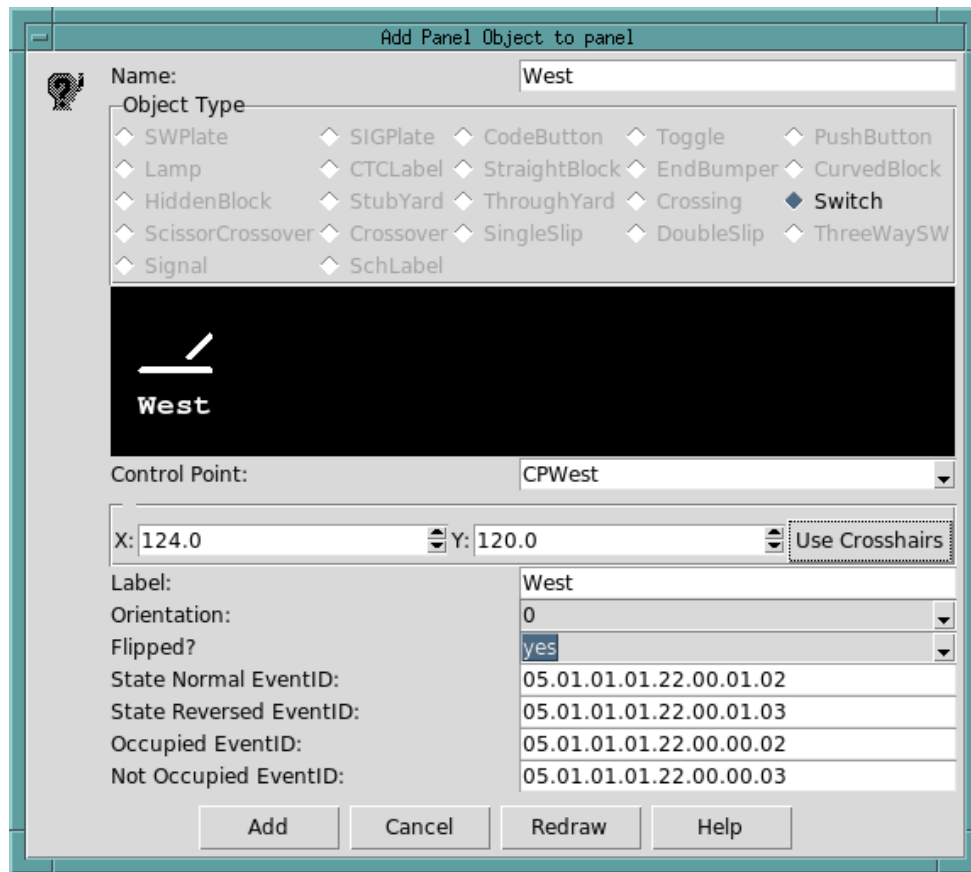 Add Panel Object to panel
Name: West
Object Type
SWPlate SIGPlate CodeButton Toggle PushButton
Lamp CTCLabel StraightBlock EndBumper CurvedBlock
HiddenBlock StubYard ThroughYard Crossing Switch
ScissorCrossover Crossover SingleSlip DoubleSlip ThreeWaySW
Signal SchLabel
West
Control Point: CPWest
X: 124.0 Y: 120.0 Use Crosshairs
Label: West
Orientation: 0
Flipped? yes
State Normal EventID: 05.01.01.01.22.00.01.02
State Reversed EventID: 05.01.01.01.22.00.01.03
Occupied EventID: 05.01.01.01.22.00.00.02
Not Occupied EventID: 05.01.01.01.22.00.00.03
Add Cancel Redraw Help